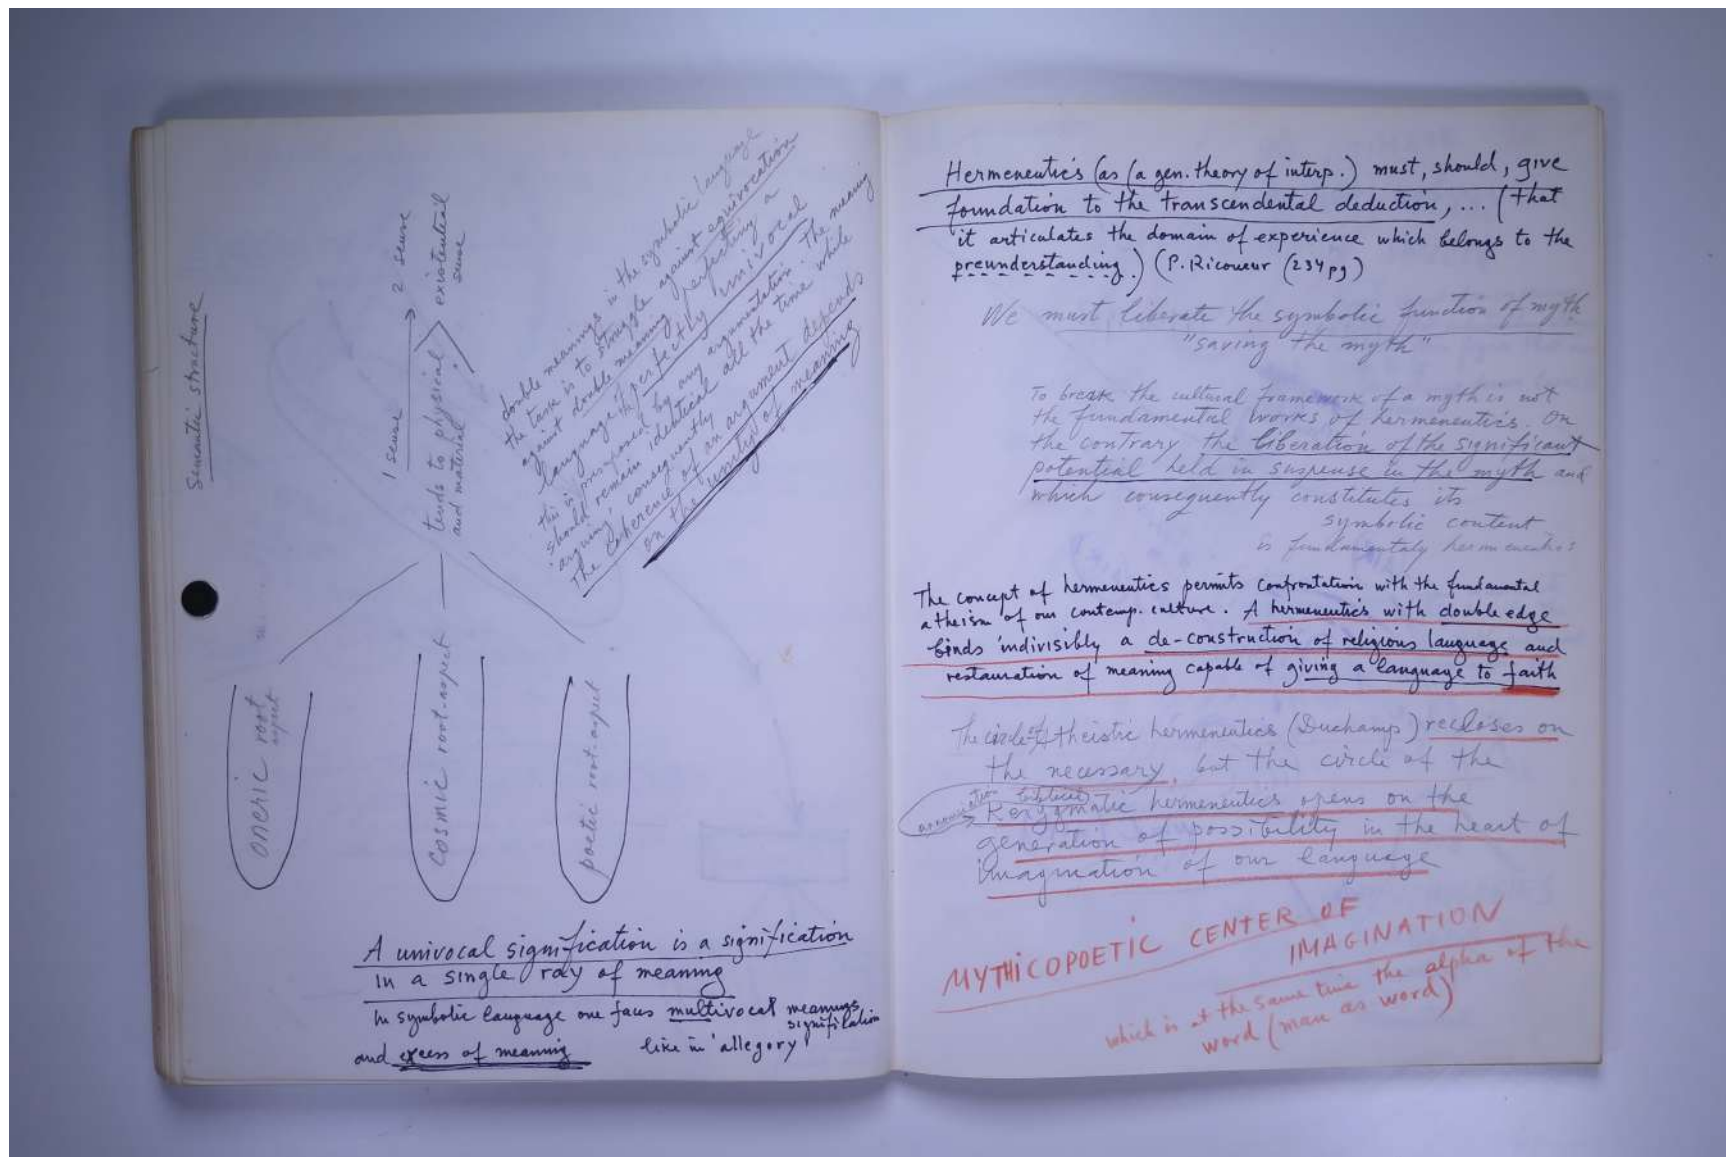 Semantic structure
1 sense → 2 sense
tends to physical
and material
existential
sense
oneric root
aspect
cosmic root-aspect
poetic root-aspect
double meanings in the symbolic language
the task is to struggle against equivocation
against double meaning, perfecting a
language of perfectly univocal
this is presupposed by any argumentation. The meaning
should remain identical all the time while
'arguing', consequently
The coherence of an argument depends
on the unity of meaning
A univocal signification is a signification
in a single ray of meaning
In symbolic language one faces multivocal meanings
signification
and excess of meaning like in 'allegory'
Hermeneutics (as (a gen. theory of interp.) must, should, give
foundation to the transcendental deduction, ... (that
it articulates the domain of experience which belongs to the
preunderstanding.) (P. Ricoueur (234 pg)
We must liberate the symbolic function of myth
"saving the myth"
To break the cultural framework of a myth is not
the fundamental works of hermeneutics. On
the contrary the liberation of the significant
potential held in suspense in the myth and
which consequently constitutes its
symbolic content
is fundamentaly hermeneutics
The concept of hermeneutics permits confrontation with the fundamental
atheism of our contemp. culture. A hermeneutics with double edge
binds indivisibly a de-construction of religious language and
restauration of meaning capable of giving a language to faith
The circle of theistic hermeneutics (Duchamp) recloses on
the necessary, but the circle of the
biblical
Kerygmatic hermeneutics opens on the
generation of possibility in the heart of
imagination of our language
MYTHICOPOETIC CENTER OF
IMAGINATION
which is at the same time the alpha of the
word (man as word)